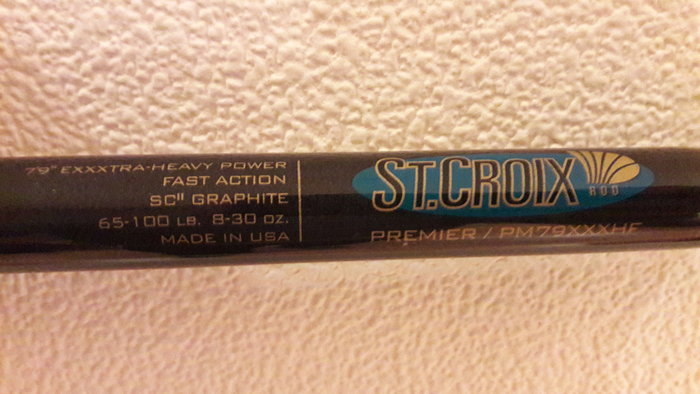 7'9" EXXXTRA-HEAVY POWER
FAST ACTION
SCII GRAPHITE
65-100 LB. 8-30 OZ.
MADE IN USA
ST.CROIX
ROD
PREMIER / PM79XXXHF